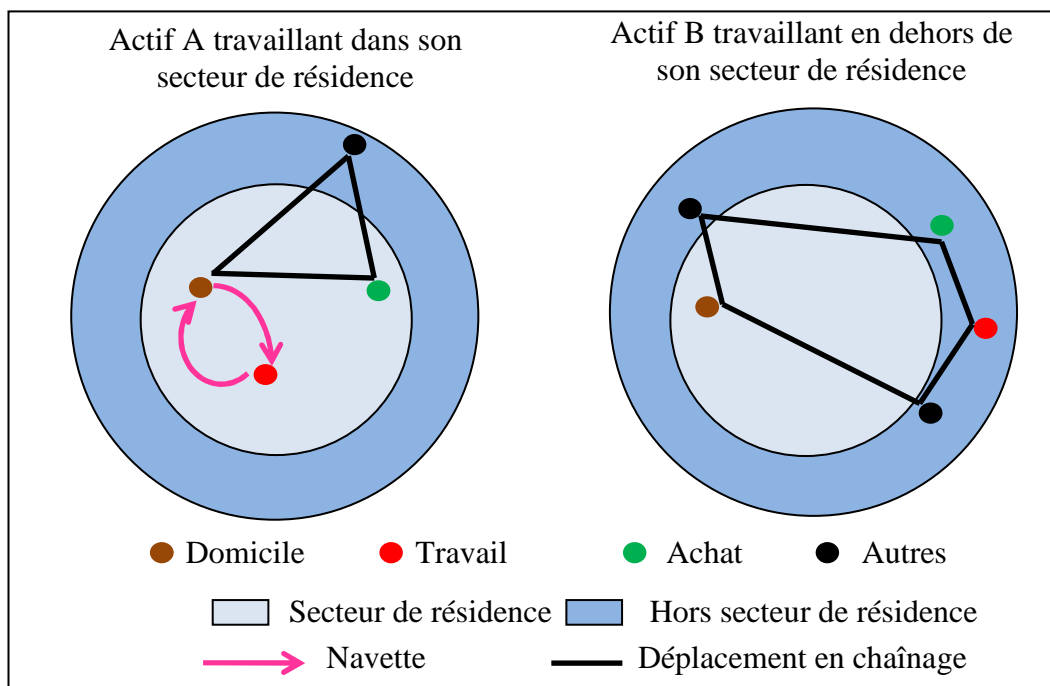 Actif A travaillant dans son
secteur de résidence
Actif B travaillant en dehors de
son secteur de résidence
Domicile
Travail
Achat
Autres
Secteur de résidence
Hors secteur de résidence
Navette
Déplacement en chaînage